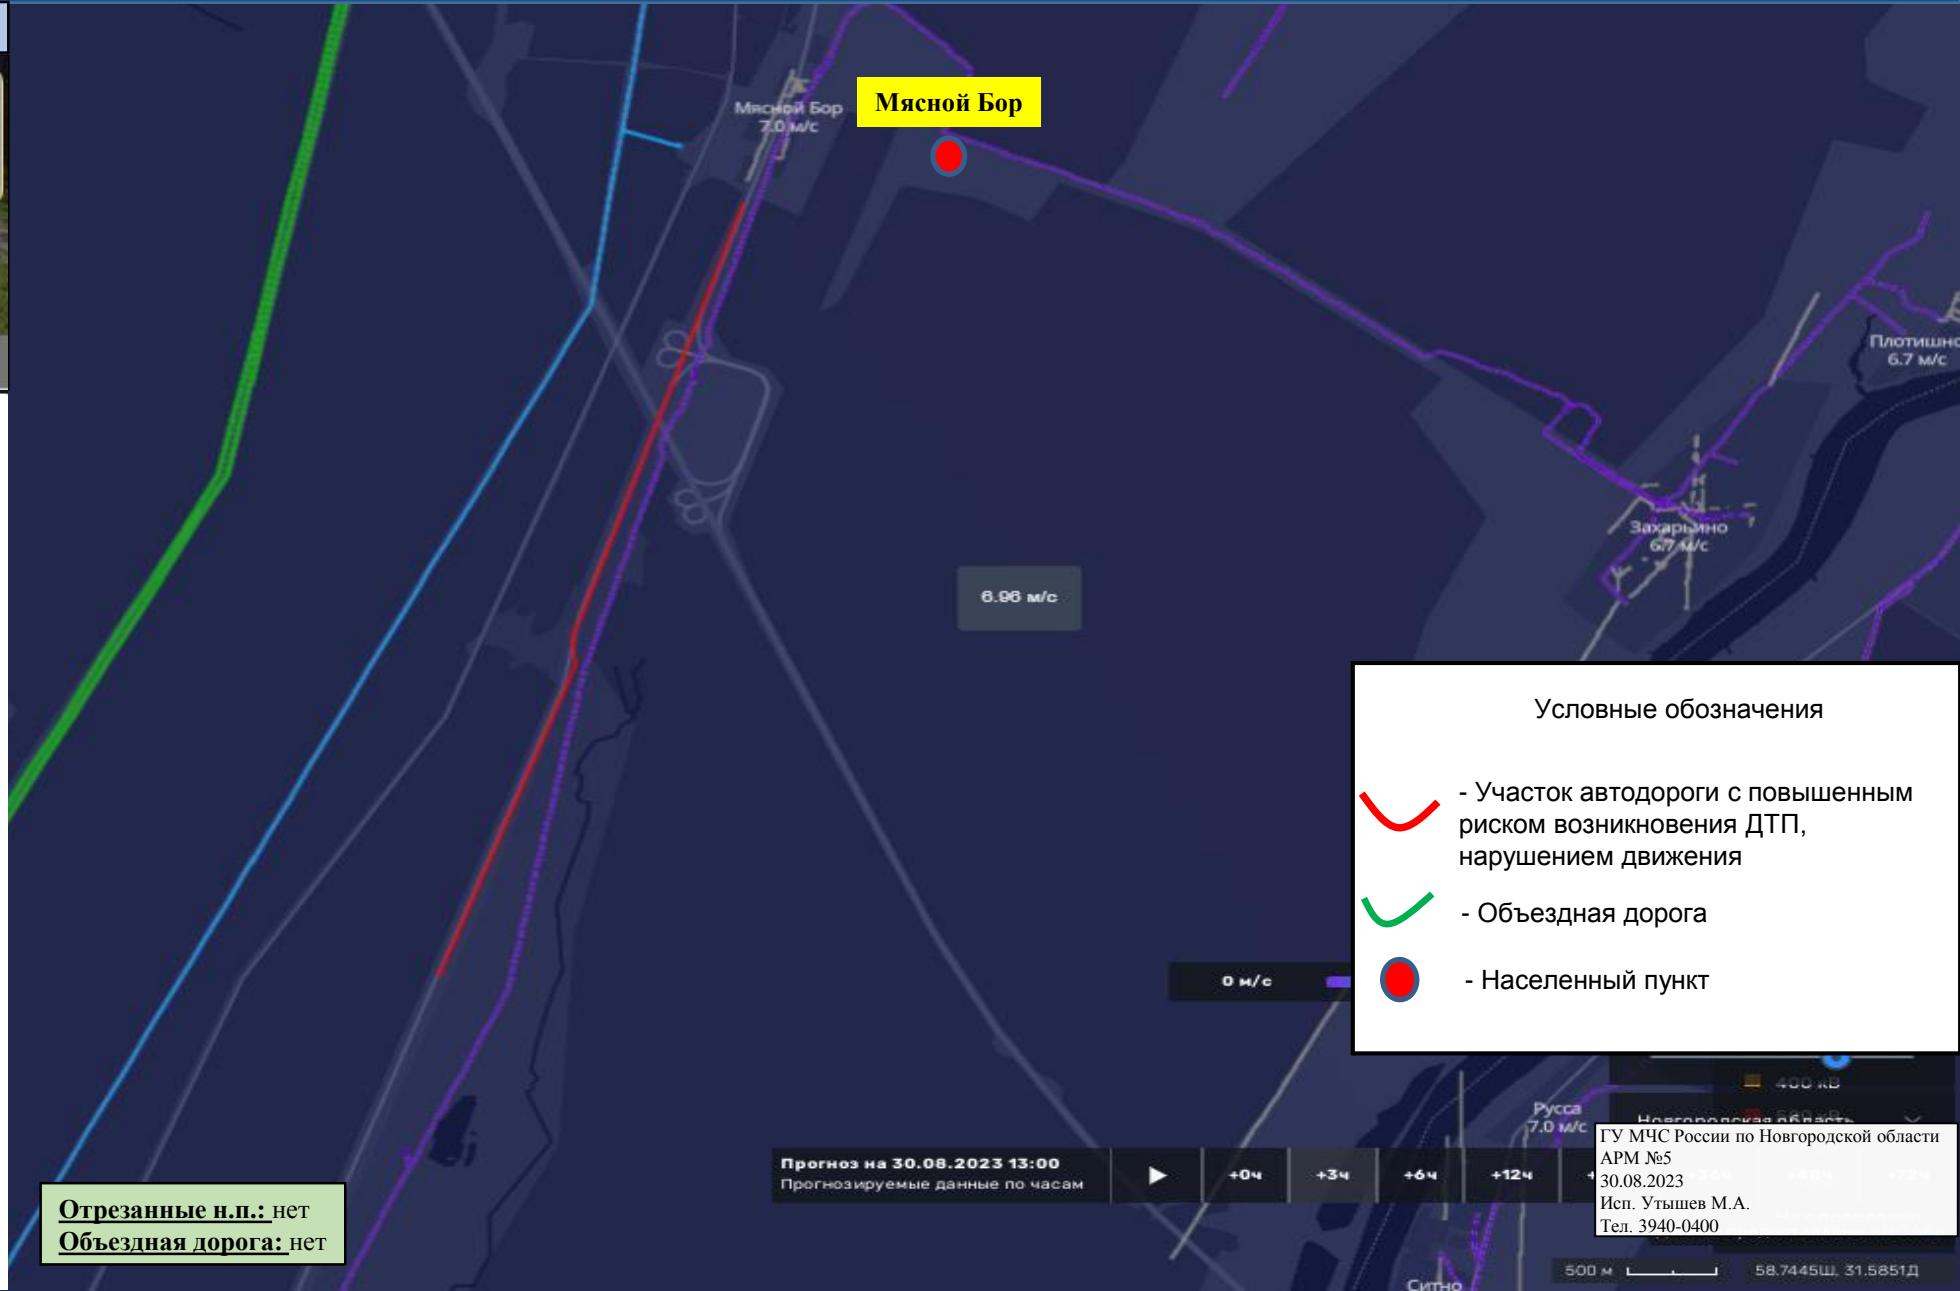 Мясной Бор
7.0 м/с
Мясной Бор
Плотишно
6.7 м/с
Захарьино
6.7 м/с
6.96 м/с
Условные обозначения
- Участок автодороги с повышенным
риском возникновения ДТП,
нарушением движения
- Объездная дорога
- Населенный пункт
0 м/с
400 кВ
Новгородская область
Русса
7.0 м/с
ГУ МЧС России по Новгородской области
АРМ №5
30.08.2023
Исп. Утышев М.А.
Тел. 3940-0400
Прогноз на 30.08.2023 13:00
Прогнозируемые данные по часам
+0ч
+3ч
+6ч
+12ч
Отрезанные н.п.: нет
Объездная дорога: нет
500 м
58.7445Ш, 31.5851Д
Ситно